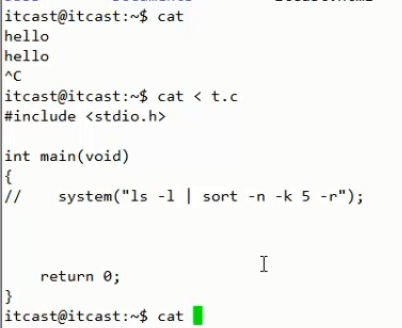 itcast@itcast:~$ cat
hello
hello
^C
itcast@itcast:~$ cat < t.c
#include <stdio.h>
int main(void)
{
//    system("ls -l | sort -n -k 5 -r");
    return 0;
}
itcast@itcast:~$ cat